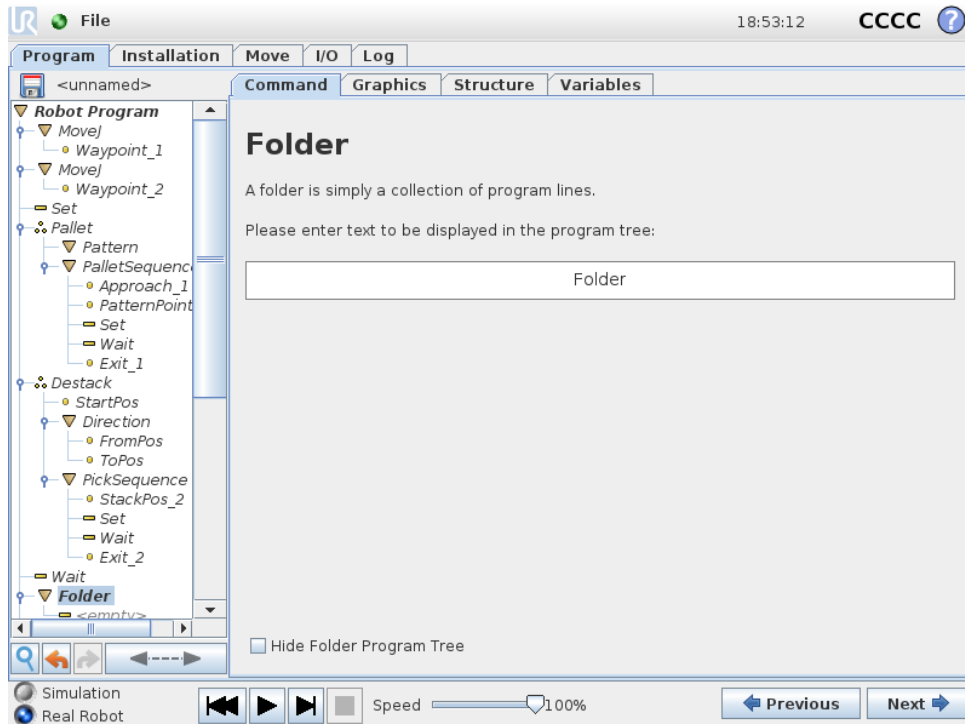 UR File 18:53:12 CCCC ?
Program Installation Move I/O Log
<unnamed>
Command Graphics Structure Variables
Robot Program
MoveJ
Waypoint_1
MoveJ
Waypoint_2
Set
Pallet
Pattern
PalletSequenc
Approach_1
PatternPoint
Set
Wait
Exit_1
Destack
StartPos
Direction
FromPos
ToPos
PickSequence
StackPos_2
Set
Wait
Exit_2
Wait
Folder
<empty>
Folder
A folder is simply a collection of program lines.
Please enter text to be displayed in the program tree:
Folder
Hide Folder Program Tree
Simulation
Real Robot
Speed 100%
Previous Next